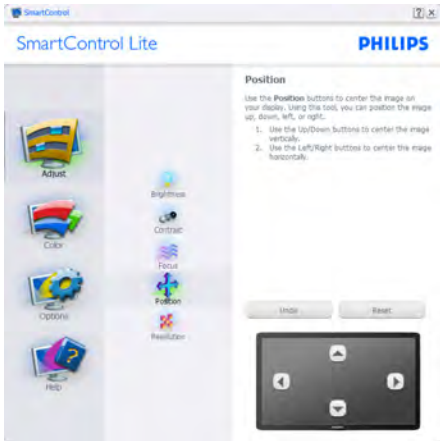 SmartControl
SmartControl Lite
PHILIPS
Adjust
Color
Options
Help
Brightness
Contrast
Focus
Position
Resolution
Position
Use the Position buttons to center the image on
your display. Using this tool, you can position the image
up, down, left, or right.
1. Use the Up/Down buttons to center the image
vertically.
2. Use the Left/Right buttons to center the image
horizontally.
Undo
Reset